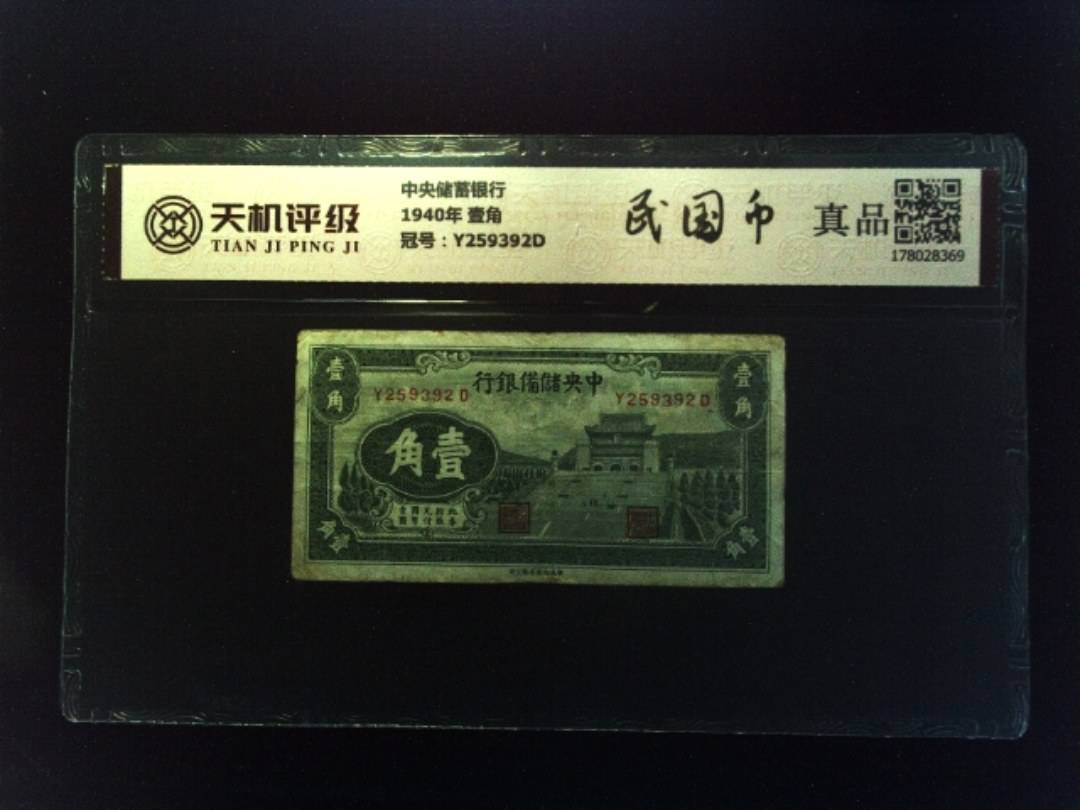 天机评级
TIAN JI PING JI
中央储蓄银行
1940年 壹角
冠号：Y259392D
民国币
真品
178028369
行銀備儲央中
壹角
壹角
Y259392D
Y259392D
角壹
壹角
壹角